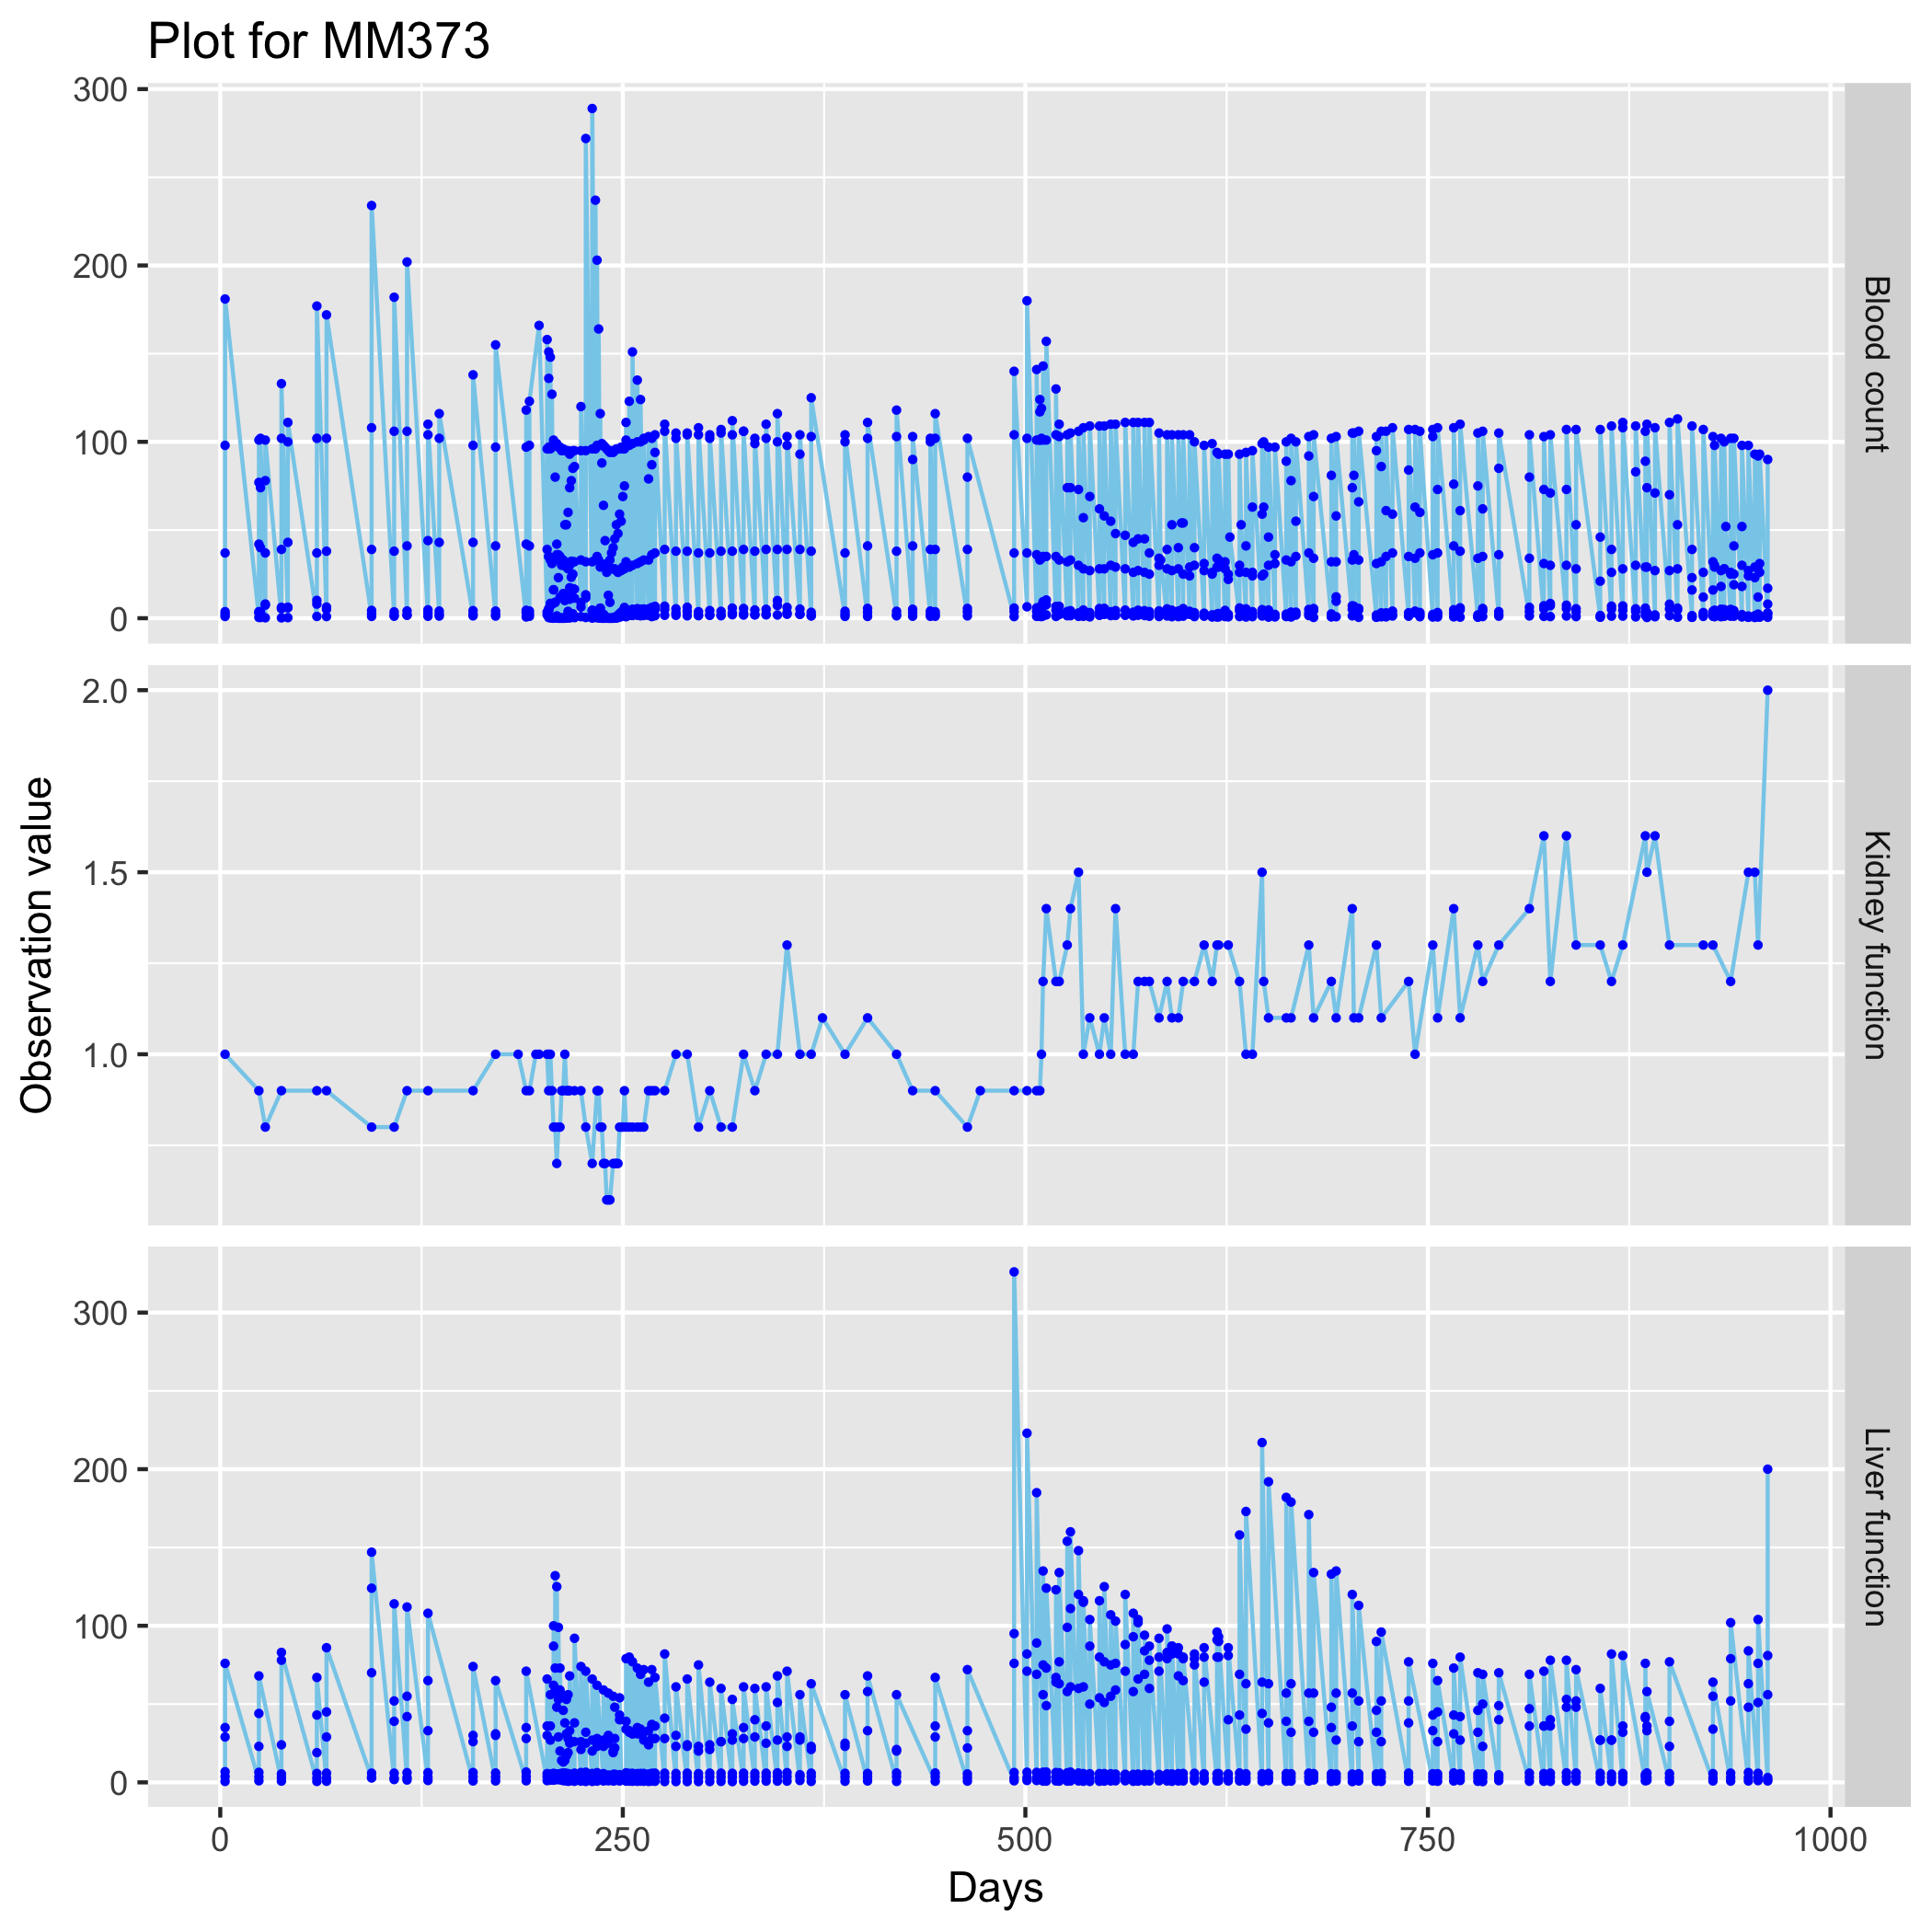 Plot for MM373
300
200
100
0
Blood count
2.0
1.5
1.0
Kidney function
Observation value
300
200
100
0
Liver function
0 250 500 750 1000
Days